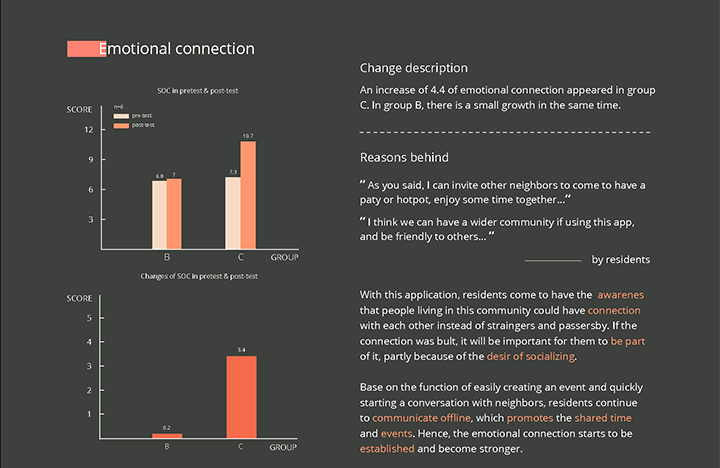 Emotional connection
SOC in pretest & post-test
SCORE
n=6
pre-test
post-test
12
9
6
3
6.8
7
7.3
10.7
B
C
GROUP
Changes of SOC in pretest & post-test
SCORE
5
4
3
2
1
0.2
3.4
B
C
GROUP
Change description
An increase of 4.4 of emotional connection appeared in group
C. In group B, there is a small growth in the same time.
Reasons behind
“ As you said, I can invite other neighbors to come to have a
paty or hotpot, enjoy some time together...“
“ I think we can have a wider community if using this app,
and be friendly to others... “
by residents
With this application, residents come to have the awarenes
that people living in this community could have connection
with each other instead of straingers and passersby. If the
connection was bult, it will be important for them to be part
of it, partly because of the desir of socializing.
Base on the function of easily creating an event and quickly
starting a conversation with neighbors, residents continue
to communicate offline, which promotes the shared time
and events. Hence, the emotional connection starts to be
established and become stronger.